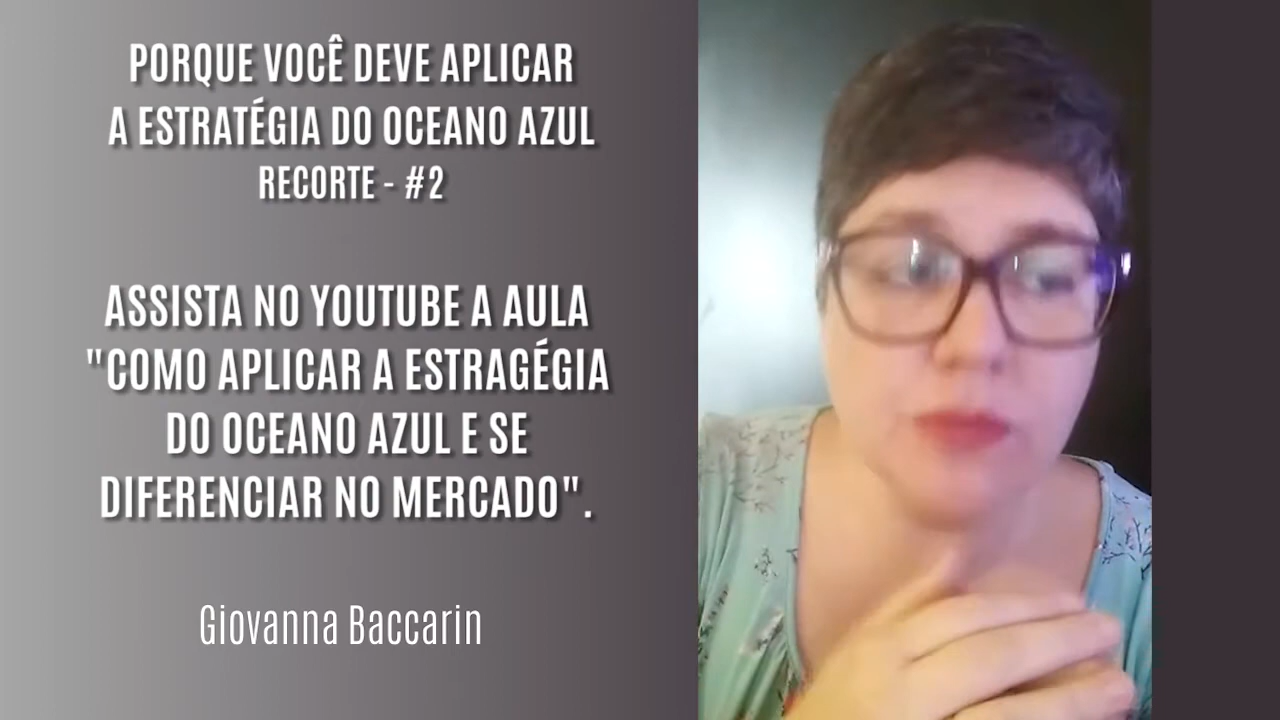 PORQUE VOCÊ DEVE APLICAR
A ESTRATÉGIA DO OCEANO AZUL
RECORTE - #2
ASSISTA NO YOUTUBE A AULA
"COMO APLICAR A ESTRAGÉGIA
DO OCEANO AZUL E SE
DIFERENCIAR NO MERCADO".
Giovanna Baccarin